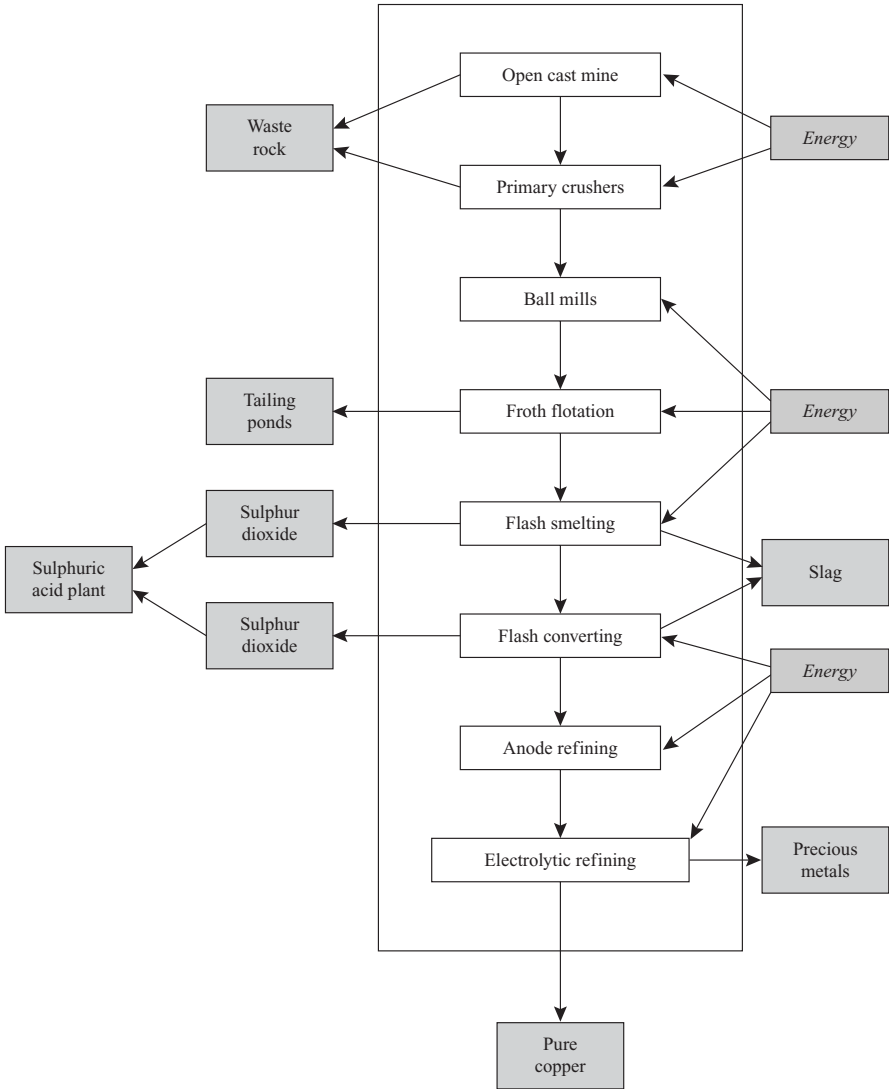 Open cast mine
Waste
rock
Energy
Primary crushers
Ball mills
Tailing
ponds
Froth flotation
Energy
Sulphur
dioxide
Flash smelting
Sulphuric
acid plant
Slag
Sulphur
dioxide
Flash converting
Energy
Anode refining
Electrolytic refining
Precious
metals
Pure
copper